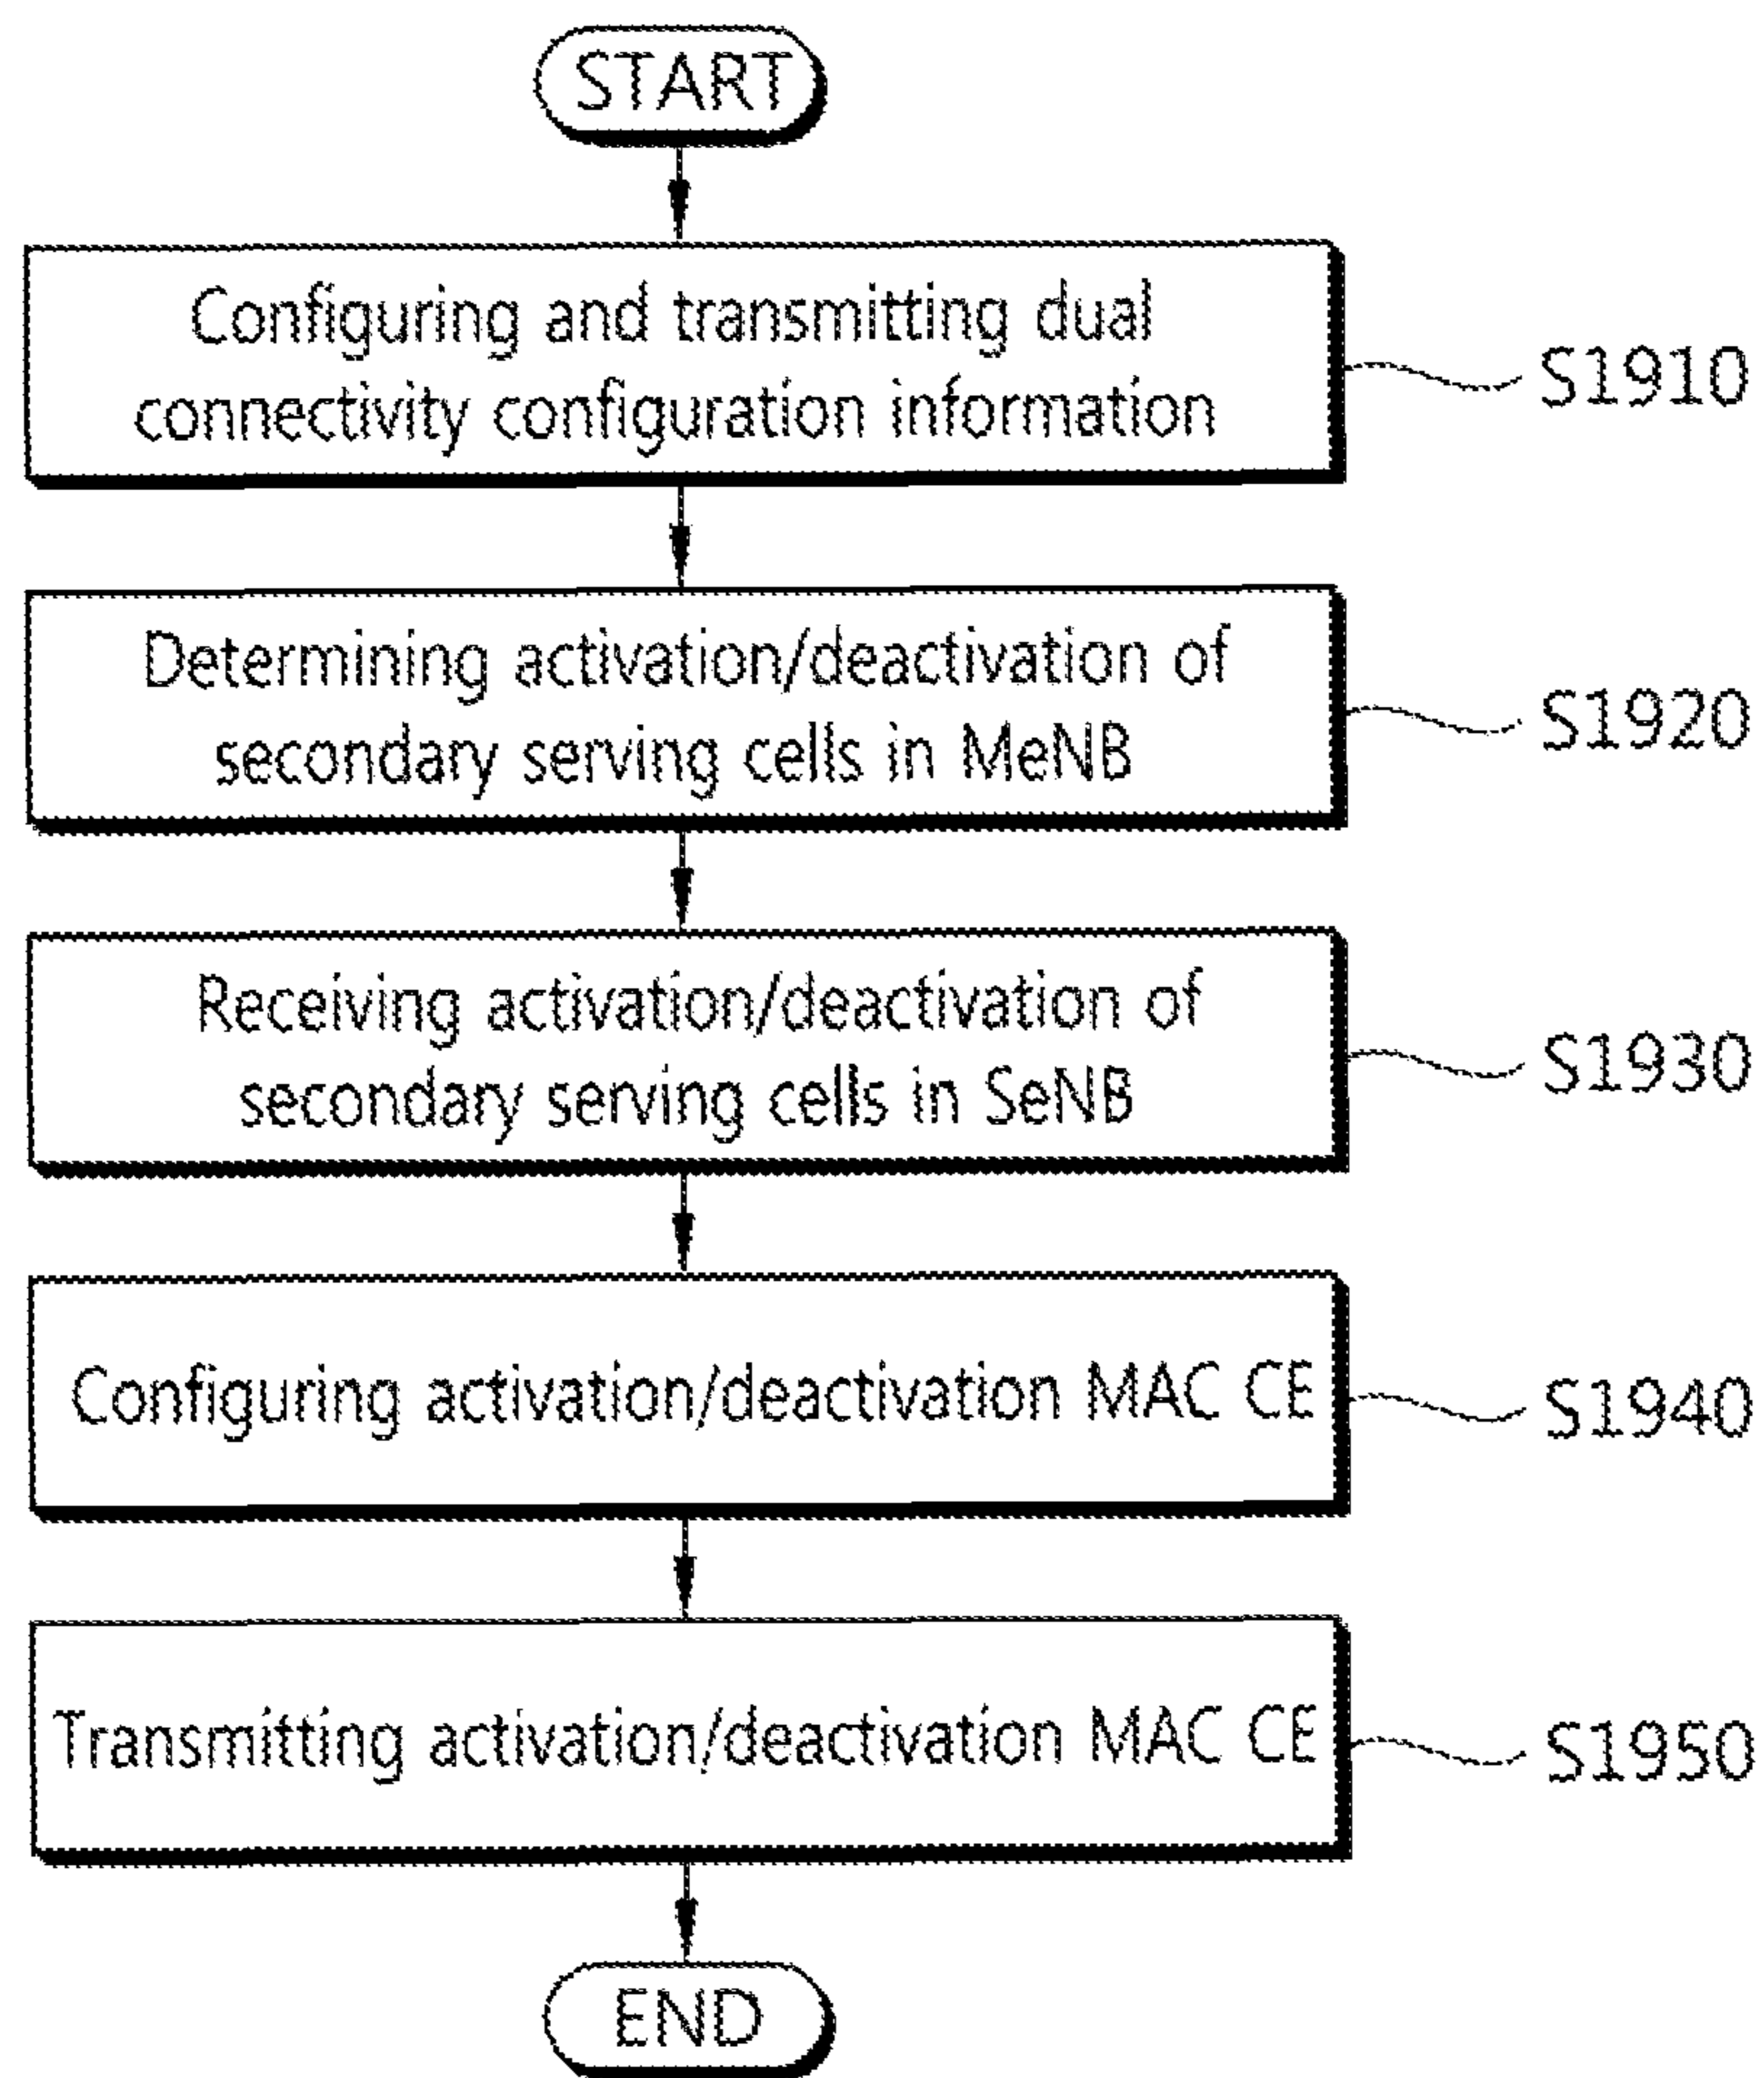 START
Configuring and transmitting dual
connectivity configuration information
S1910
Determining activation/deactivation of
secondary serving cells in MeNB
S1920
Receiving activation/deactivation of
secondary serving cells in SeNB
S1930
Configuring activation/deactivation MAC CE
S1940
Transmitting activation/deactivation MAC CE
S1950
END